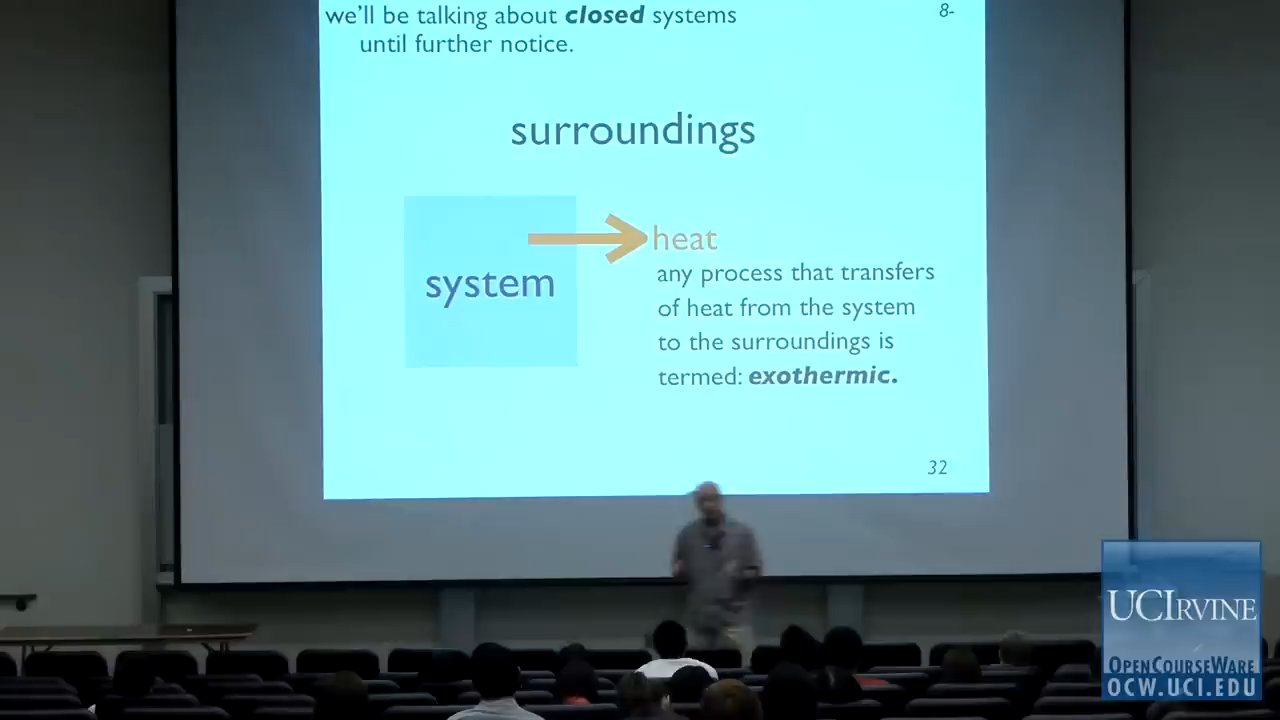 we'll be talking about closed systems
8-
until further notice.
surroundings
heat
system
any process that transfers
of heat from the system
to the surroundings is
termed: exothermic.
32
UCIRVINE
OPENCOURSEWARE
OCW.UCI.EDU